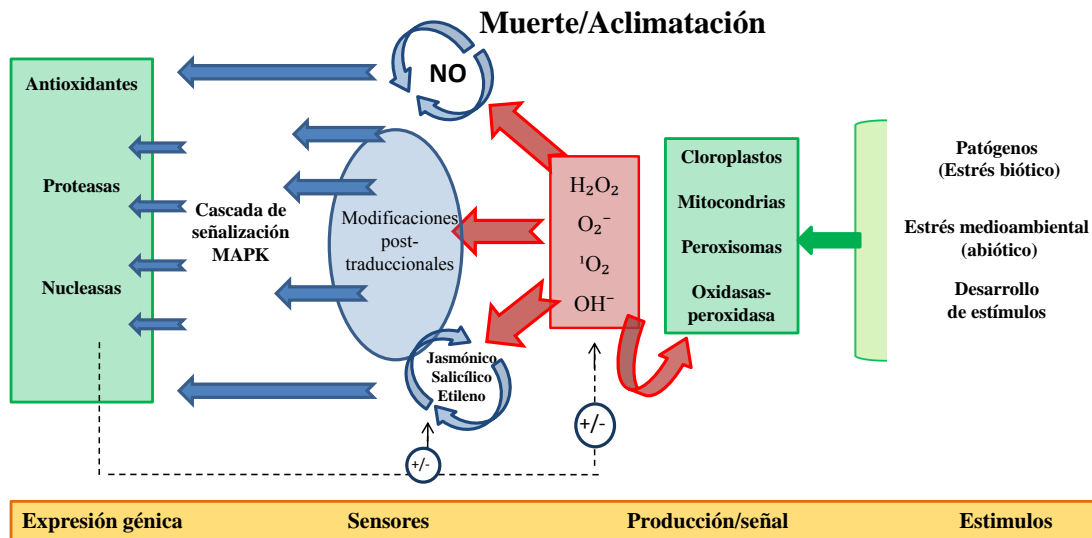 Muerte/Aclimatación
Antioxidantes
Proteasas
Nucleasas
Cascada de
señalización
MAPK
NO
Modificaciones
post-
traduccionales
Jasmónico
Salicílico
Etileno
H₂O₂
O₂⁻
¹O₂
OH⁻
Cloroplastos
Mitocondrias
Peroxisomas
Oxidasas-
peroxidasa
Patógenos
(Estrés biótico)
Estrés medioambiental
(abiótico)
Desarrollo
de estímulos
+/-
+/-
Expresión génica
Sensores
Producción/señal
Estimulos